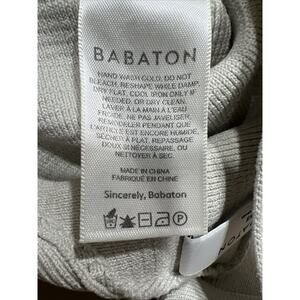 BABATON
HAND WASH COLD, DO NOT
BLEACH, RESHAPE WHILE DAMP,
DRY FLAT, COOL IRON ONLY IF
NEEDED, OR DRY CLEAN.
LAVER À LA MAIN À L'EAU
FROIDE, NE PAS JAVELISER,
REMODELER PENDANT QUE
L'ARTICLE EST ENCORE HUMIDE,
SÉCHER À PLAT, REPASSAGE
DOUX SI NÉCESSAIRE, OU
NETTOYER À SEC.
MADE IN CHINA
FABRIQUÉ EN CHINE
Sincerely, Babaton